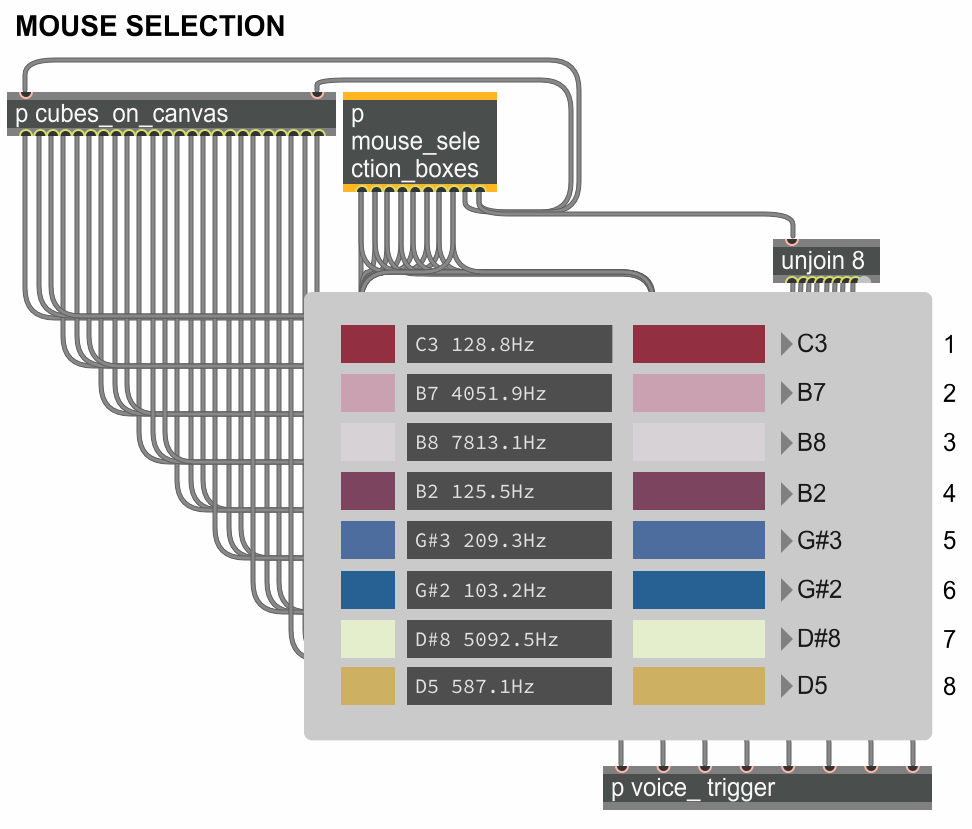 MOUSE SELECTION
p cubes_on_canvas
p
mouse_sele
ction_boxes
unjoin 8
C3 128.8Hz C3 1
B7 4051.9Hz B7 2
B8 7813.1Hz B8 3
B2 125.5Hz B2 4
G#3 209.3Hz G#3 5
G#2 103.2Hz G#2 6
D#8 5092.5Hz D#8 7
D5 587.1Hz D5 8
p voice_ trigger